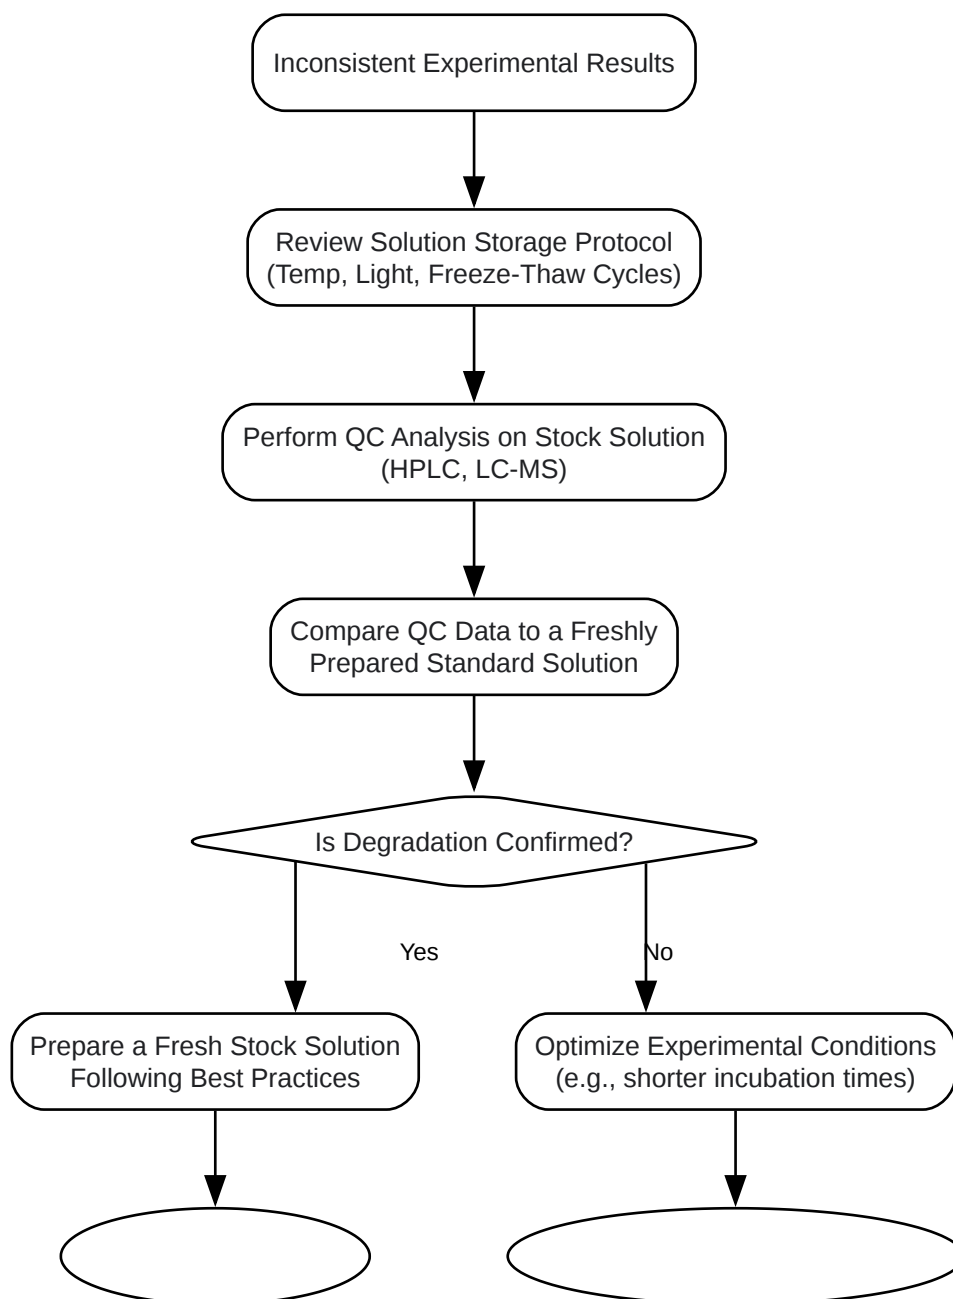 Inconsistent Experimental Results
Review Solution Storage Protocol
(Temp, Light, Freeze-Thaw Cycles)
Perform QC Analysis on Stock Solution
(HPLC, LC-MS)
Compare QC Data to a Freshly
Prepared Standard Solution
Is Degradation Confirmed?
Yes
No
Prepare a Fresh Stock Solution
Following Best Practices
Optimize Experimental Conditions
(e.g., shorter incubation times)